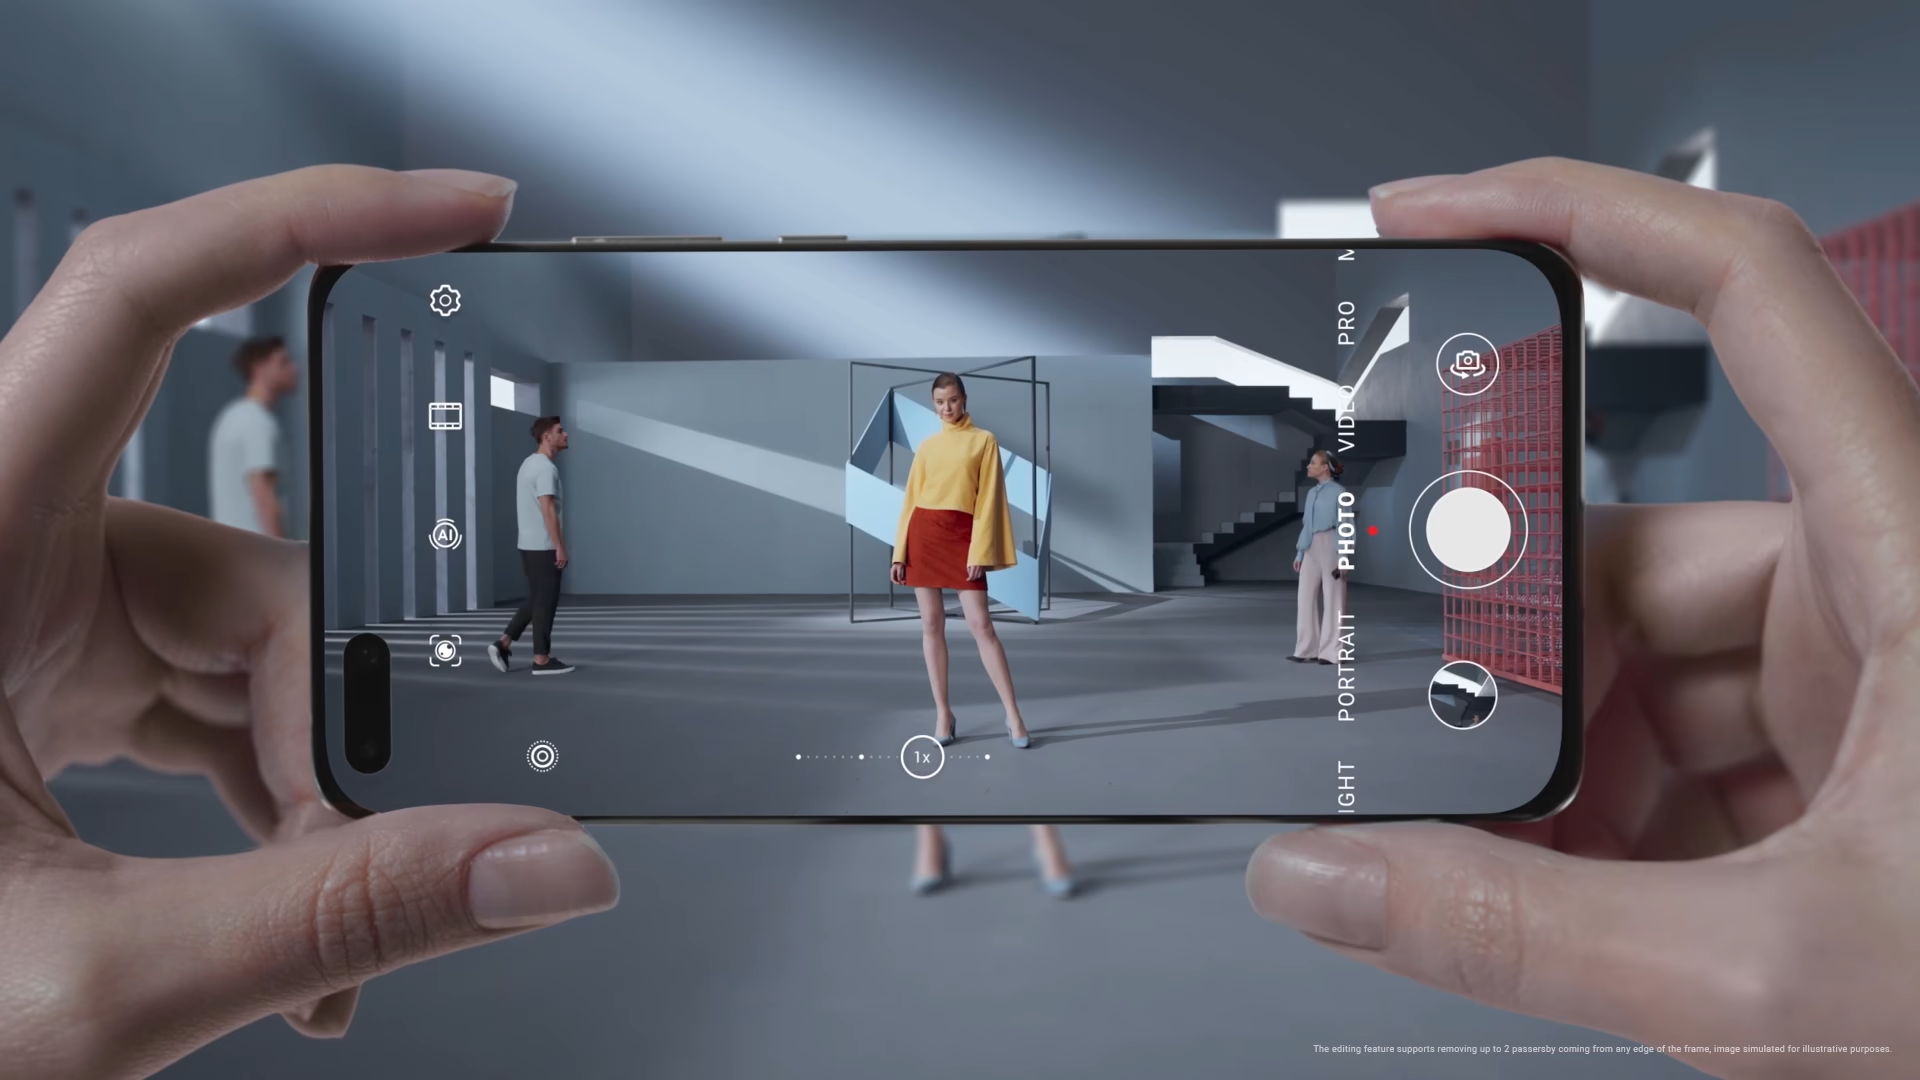 M
PRO
VIDEO
PHOTO
PORTRAIT
IGHT
AI
1x
The editing feature supports removing up to 2 passersby coming from any edge of the frame, image simulated for illustrative purposes.